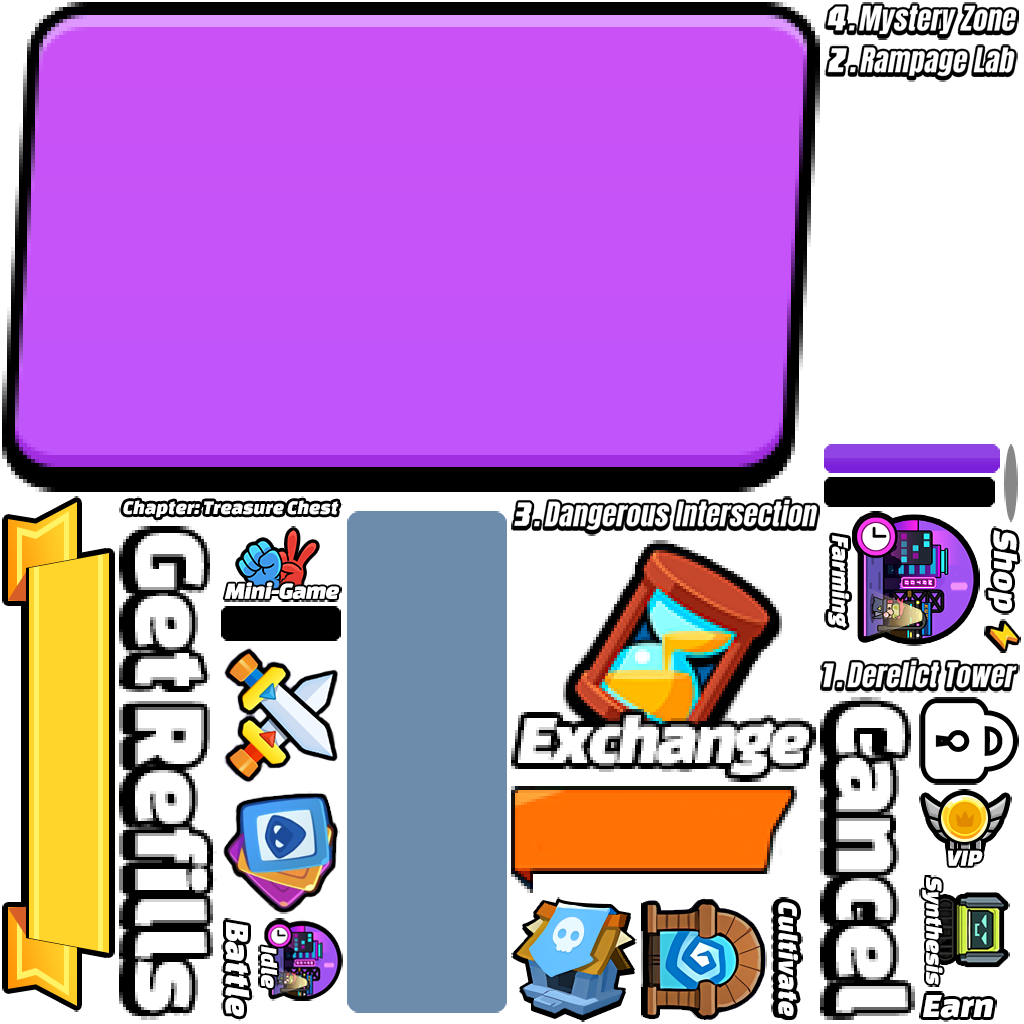 4.Mystery Zone
2.Rampage Lab
Chapter: Treasure Chest
3.Dangerous Intersection
Get Refills
Mini-Game
Farming
Shop
1.Derelict Tower
Exchange
Cancel
VIP
Synthesis
Cultivate
Battle
Idle
Earn